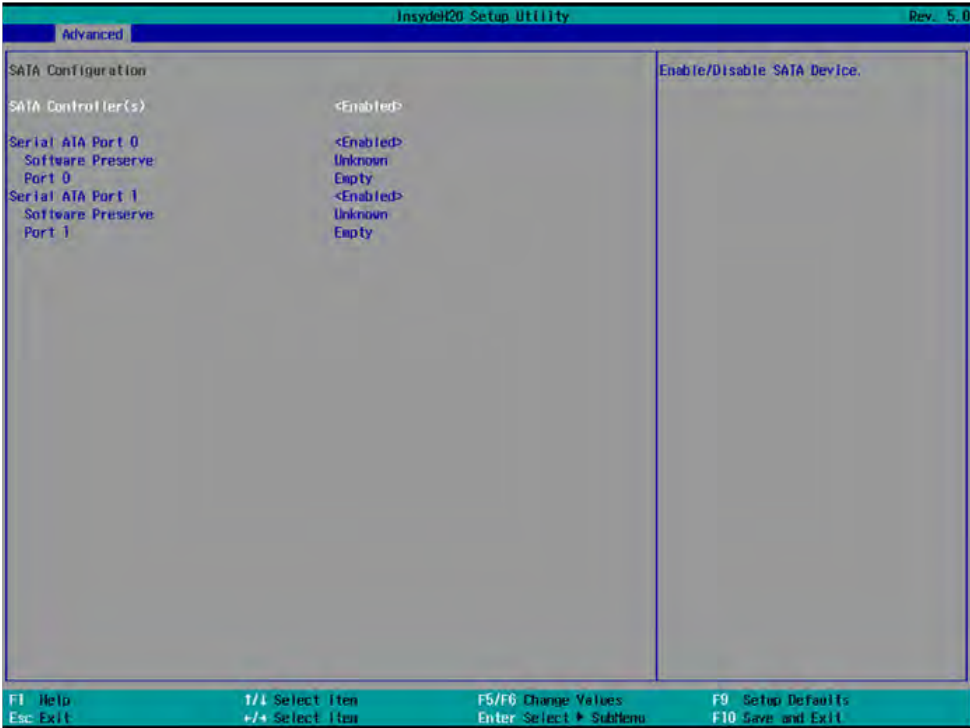 InsydeH20 Setup Utility Rev. 5.0
Advanced
SATA Configuration
SATA Controller(s) <Enabled>
Serial ATA Port 0 <Enabled>
Software Preserve Unknown
Port 0 Empty
Serial ATA Port 1 <Enabled>
Software Preserve Unknown
Port 1 Empty
Enable/Disable SATA Device.
F1 Help ↑/↓ Select Item F5/F6 Change Values F9 Setup Defaults
Esc Exit ←/→ Select Item Enter Select ▶ SubMenu F10 Save and Exit